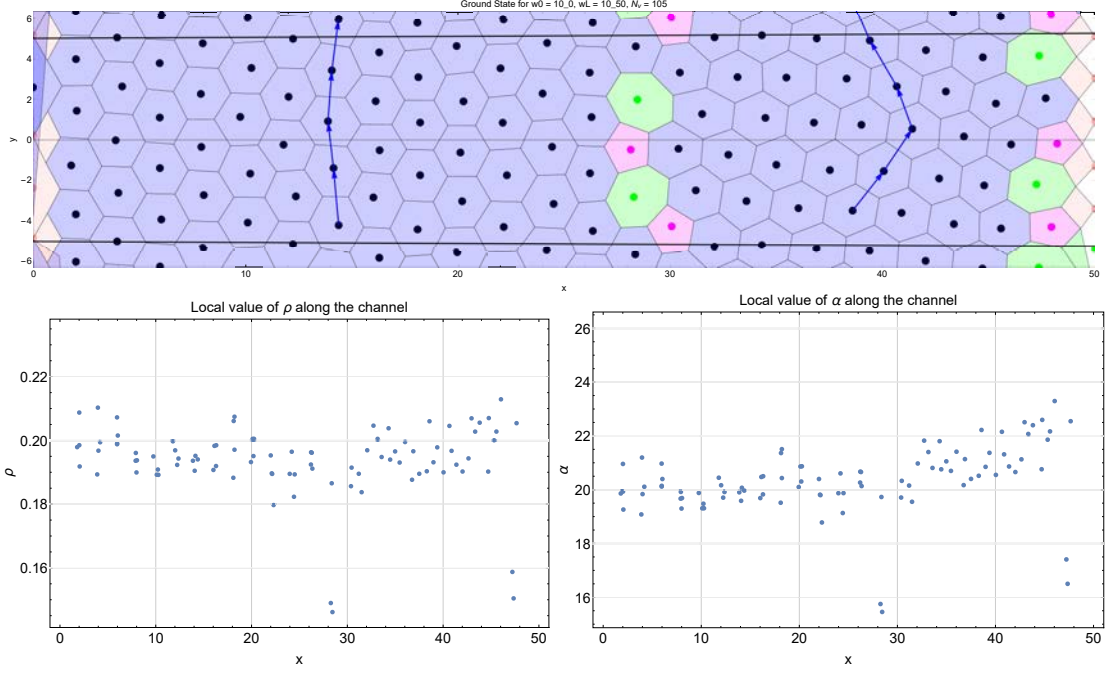 Ground State for w0 = 10_0, wL = 10_50, Nᵥ = 105
6
4
2
0
−2
−4
−6
y
0 10 20 30 40 50
x
Local value of ρ along the channel
0.22
0.20
0.18
0.16
ρ
0 10 20 30 40 50
x
Local value of α along the channel
26
24
22
20
18
16
α
0 10 20 30 40 50
x